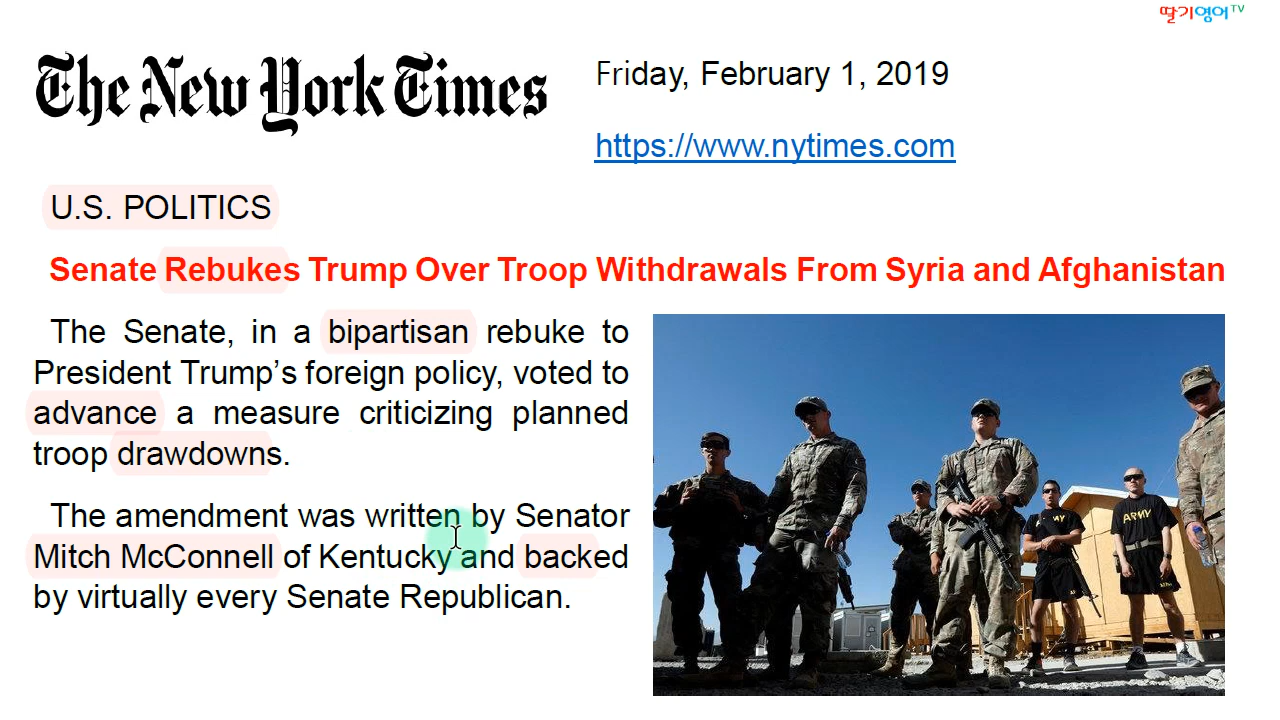 딸기영어TV
The New York Times
Friday, February 1, 2019
https://www.nytimes.com
U.S. POLITICS
Senate Rebukes Trump Over Troop Withdrawals From Syria and Afghanistan
The Senate, in a bipartisan rebuke to
President Trump’s foreign policy, voted to
advance a measure criticizing planned
troop drawdowns.
The amendment was written by Senator
Mitch McConnell of Kentucky and backed
by virtually every Senate Republican.
ARMY